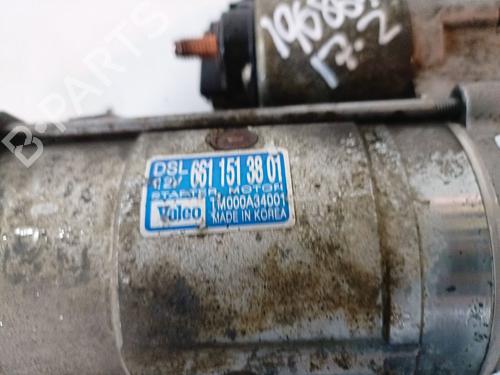 DSL 661 151 38 01
12V
STARTER MOTOR
Valeo TM000A34001
MADE IN KOREA
B-PARTS